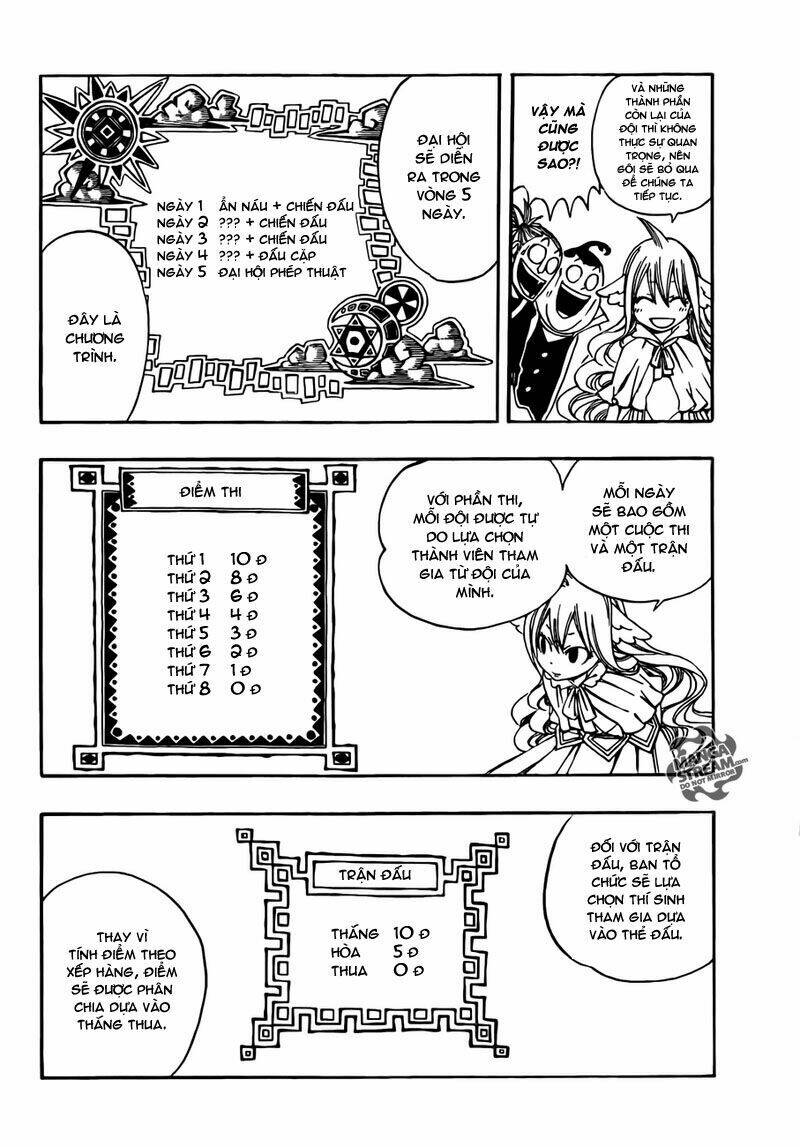 VÀ NHỮNG
THÀNH PHẦN
CÒN LẠI CỦA
ĐỘI THÌ KHÔNG
THỰC SỰ QUAN
TRỌNG, NÊN
GÔI SẼ BỎ QUA
ĐỂ CHÚNG TA
TIẾP TỤC.
VẬY MÀ
CŨNG
ĐƯỢC
SAO?!
ĐẠI HỘI
SẼ DIỄN
RA TRONG
VÒNG 5
NGÀY.
NGÀY 1 ẨN NẤU + CHIẾN ĐẤU
NGÀY 2 ??? + CHIẾN ĐẤU
NGÀY 3 ??? + CHIẾN ĐẤU
NGÀY 4 ??? + ĐẤU CẶP
NGÀY 5 ĐẠI HỘI PHÉP THUẬT
ĐÂY LÀ
CHƯƠNG
TRÌNH.
MỖI NGÀY
SẼ BAO GỒM
MỘT CUỘC THI
VÀ MỘT TRẬN
ĐẤU.
VỚI PHẦN THI,
MỖI ĐỘI ĐƯỢC TỰ
DO LỰA CHỌN
THÀNH VIÊN THAM
GIA TỪ ĐỘI CỦA
MÌNH.
ĐIỂM THI
THỨ 1 10 Đ
THỨ 2 8 Đ
THỨ 3 6 Đ
THỨ 4 4 Đ
THỨ 5 3 Đ
THỨ 6 2 Đ
THỨ 7 1 Đ
THỨ 8 0 Đ
MANGA
STREAM.com
DO NOT MIRROR
ĐỐI VỚI TRẬN
ĐẤU, BAN TỔ
CHỨC SẼ LỰA
CHỌN THÍ SINH
THAM GIA DỰA
VÀO THẺ ĐẤU.
TRẬN ĐẤU
THẮNG 10 Đ
HÒA 5 Đ
THUA 0 Đ
THAY VÌ
TÍNH ĐIỂM THEO
XẾP HÀNG, ĐIỂM
SẼ ĐƯỢC PHÂN
CHIA DỰA VÀO
THẮNG THUA.